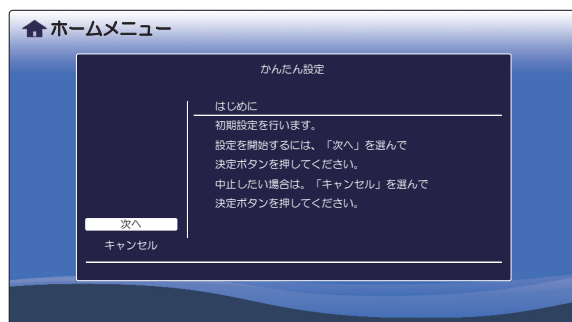 ホームメニュー
かんたん設定
はじめに
初期設定を行います。
設定を開始するには、「次へ」を選んで
決定ボタンを押してください。
中止したい場合は。「キャンセル」を選んで
決定ボタンを押してください。
次へ
キャンセル